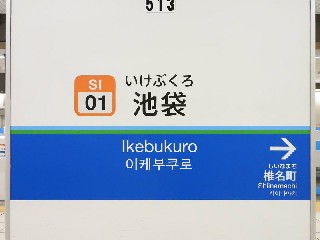 513
SI
01
いけぶくろ
池袋
Ikebukuro
이케부쿠로
しいなまち
椎名町
Shiinamachi